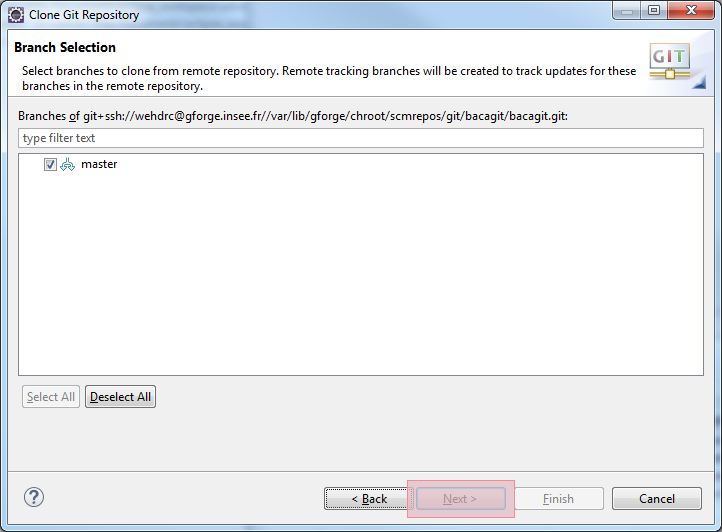 Clone Git Repository
Branch Selection
GIT
Select branches to clone from remote repository. Remote tracking branches will be created to track updates for these
branches in the remote repository.
Branches of git+ssh://wehdrc@gforge.insee.fr//var/lib/gforge/chroot/scmrepos/git/bacagit/bacagit.git:
type filter text
master
Select All Deselect All
? < Back Next > Finish Cancel